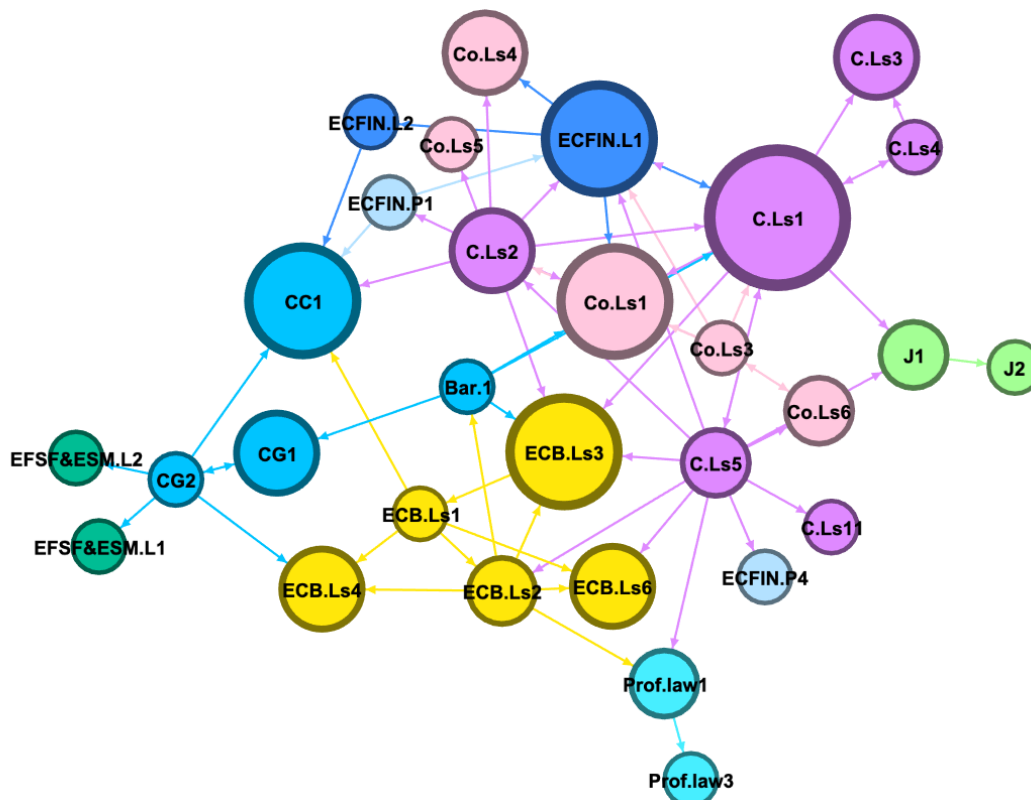 Co.Ls4
C.Ls3
ECFIN.L2
ECFIN.L1
Co.Ls5
C.Ls4
ECFIN.P1
C.Ls1
C.Ls2
CC1
Co.Ls1
Co.Ls3
J1
J2
Bar.1
Co.Ls6
ECB.Ls3
CG1
EFSF&ESM.L2
CG2
C.Ls5
ECB.Ls1
C.Ls11
EFSF&ESM.L1
ECFIN.P4
ECB.Ls4
ECB.Ls2
ECB.Ls6
Prof.law1
Prof.law3